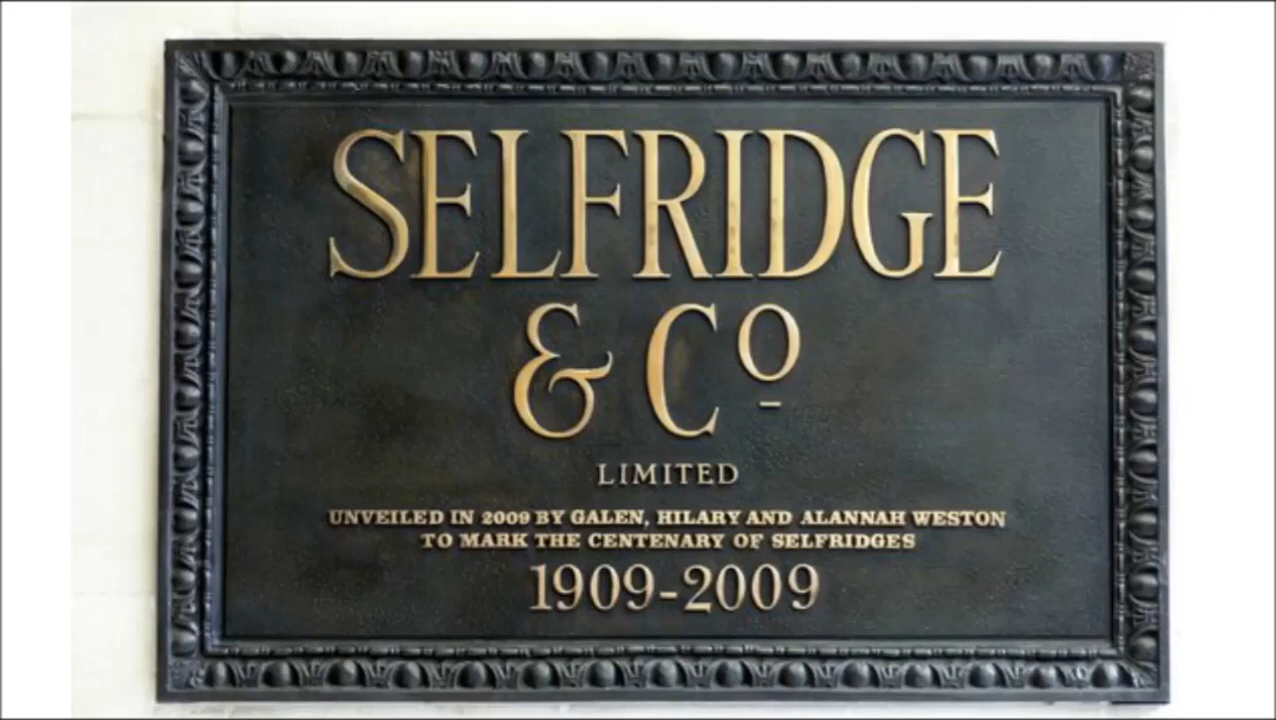 SELFRIDGE
& Cº
LIMITED
UNVEILED IN 2009 BY GALEN, HILARY AND ALANNAH WESTON
TO MARK THE CENTENARY OF SELFRIDGES
1909-2009